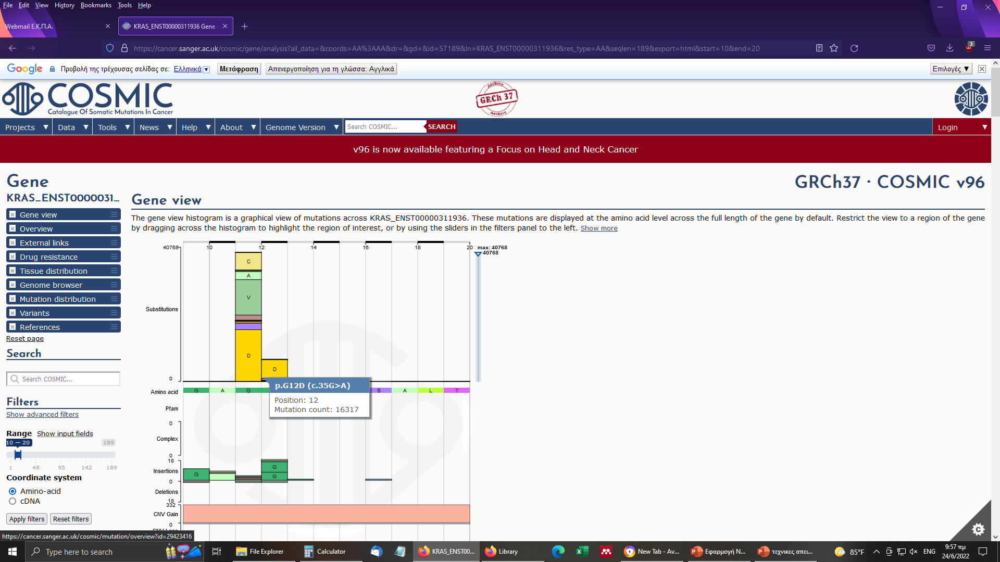 File Edit View History Bookmarks Tools Help
Webmail Ε.Κ.Π.Α.
KRAS_ENST00000311936 Gene -
https://cancer.sanger.ac.uk/cosmic/gene/analysis?all_data=&coords=AA%3AAA&dr=&gd=&id=57189&ln=KRAS_ENST00000311936&res_type=AA&seqlen=189&export=html&start=10&end=20
3
Google Προβολή της τρέχουσας σελίδας σε: Ελληνικά Μετάφραση Απενεργοποίηση για τη γλώσσα: Αγγλικά Επιλογές ▼
COSMIC
Catalogue Of Somatic Mutations In Cancer
Archive
GRCh 37
Archive
Projects ▼ Data ▼ Tools ▼ News ▼ Help ▼ About ▼ Genome Version ▼ Search COSMIC... SEARCH Login ▼
v96 is now available featuring a Focus on Head and Neck Cancer
Gene
KRAS_ENST0000031...
GRCh37 · COSMIC v96
Gene view
Overview
External links
Drug resistance
Tissue distribution
Genome browser
Mutation distribution
Variants
References
Reset page
Search
Search COSMIC...
Filters
Show advanced filters
Range Show input fields
10 — 20 189
1 48 95 142 189
Coordinate system
Amino-acid
cDNA
Apply filters Reset filters
Gene view
The gene view histogram is a graphical view of mutations across KRAS_ENST00000311936. These mutations are displayed at the amino acid level across the full length of the gene by default. Restrict the view to a region of the gene
by dragging across the histogram to highlight the region of interest, or by using the sliders in the filters panel to the left. Show more
40768 10 12 14 16 18 20 max: 40768
40768
C
A
V
Substitutions
D
D
0
p.G12D (c.35G>A)
Position: 12
Mutation count: 16317
Amino acid G A G S A L T
Pfam
0
Complex
0
18
G
Insertions G G
0
Deletions
18
332
CNV Gain
0
https://cancer.sanger.ac.uk/cosmic/mutation/overview?id=29423416
Type here to search File Explorer Calculator KRAS_ENST00... Library New Tab - Av... Εφαρμογή Ν... τεχνικες απει... 85°F ENG 9:57 πμ
24/6/2022